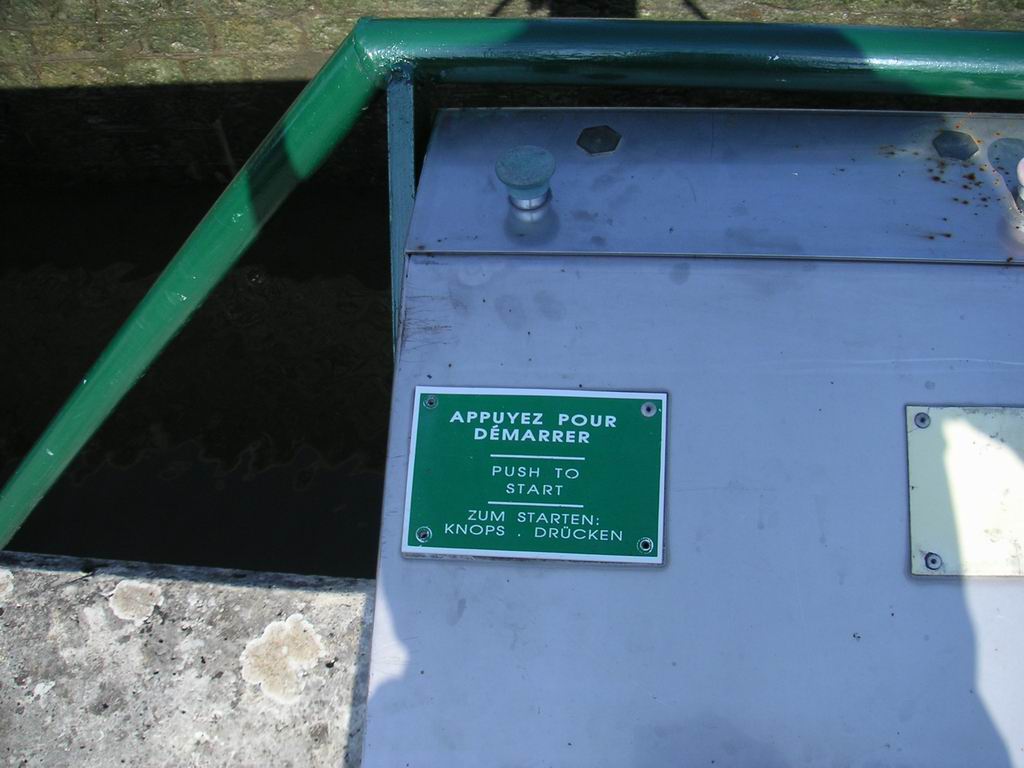 APPUYEZ POUR
DÉMARRER
PUSH TO
START
ZUM STARTEN:
KNOPS . DRÜCKEN